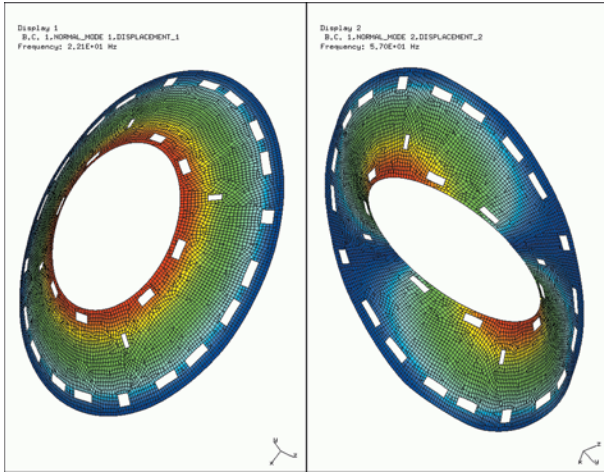 Display 1
B.C. 1,NORMAL_MODE 1,DISPLACEMENT_1
Frequency: 2.21E+01 Hz
Display 2
B.C. 1,NORMAL_MODE 2,DISPLACEMENT_2
Frequency: 5.70E+01 Hz
y
x
z
z
x
y